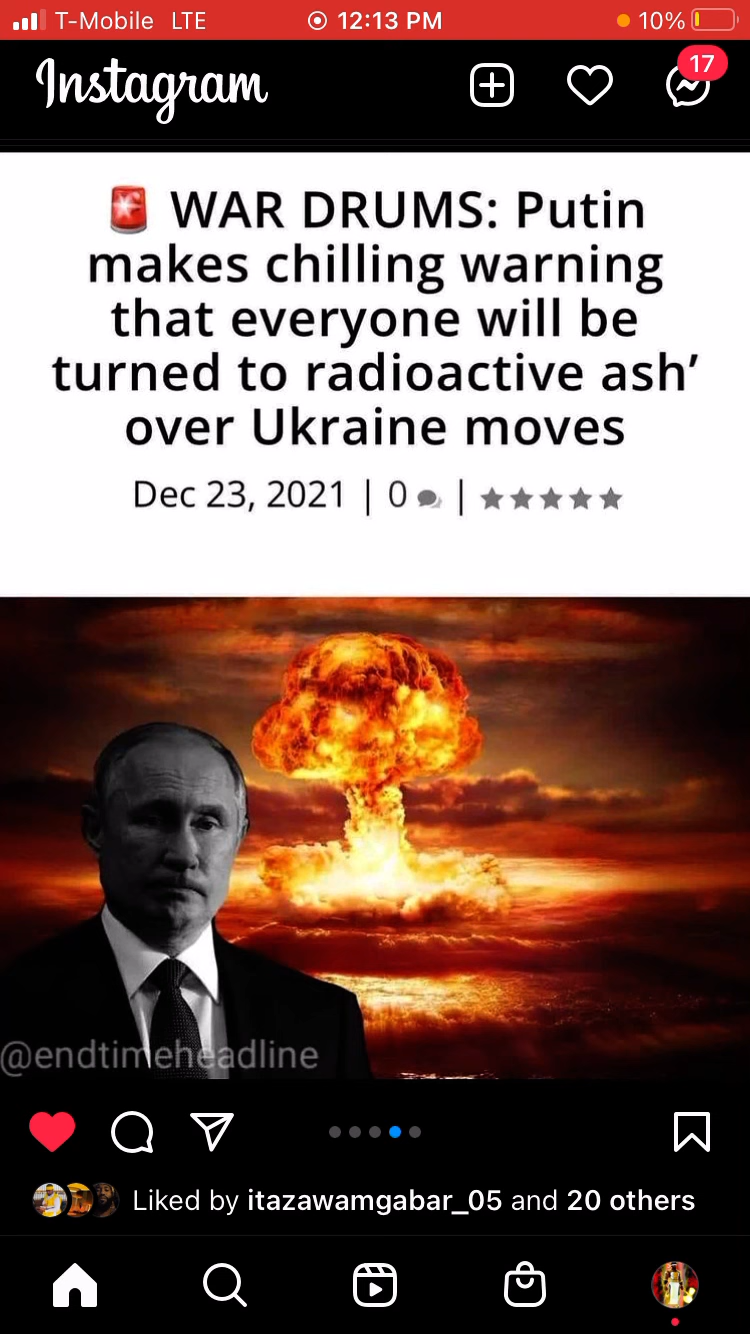 T-Mobile LTE 12:13 PM 10%
Instagram 17
🚨 WAR DRUMS: Putin
makes chilling warning
that everyone will be
turned to radioactive ash’
over Ukraine moves
Dec 23, 2021 | 0 | ★★★★★
@endtimeheadline
Liked by itazawamgabar_05 and 20 others